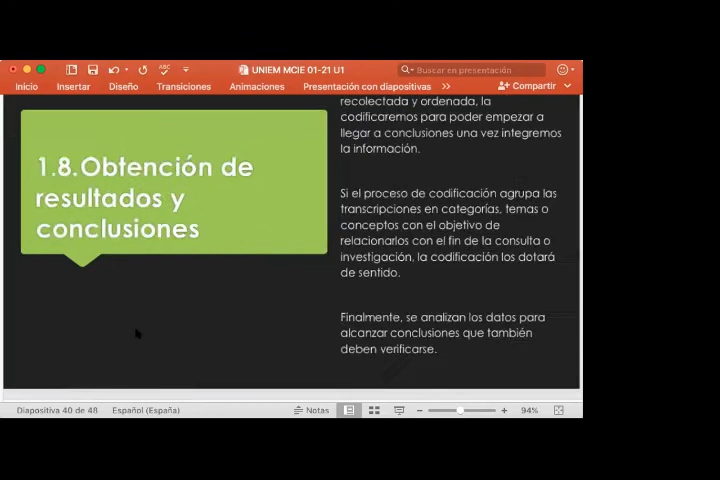 ABC
UNIEM MCIE 01-21 U1
Buscar en presentación
Inicio
Insertar
Diseño
Transiciones
Animaciones
Presentación con diapositivas
Compartir
1.8.Obtención de
resultados y
conclusiones
recolectada y ordenada, la
codificaremos para poder empezar a
llegar a conclusiones una vez integremos
la información.
Si el proceso de codificación agrupa las
transcripciones en categorías, temas o
conceptos con el objetivo de
relacionarlos con el fin de la consulta o
investigación, la codificación los dotará
de sentido.
Finalmente, se analizan los datos para
alcanzar conclusiones que también
deben verificarse.
Diapositiva 40 de 48
Español (España)
Notas
94%